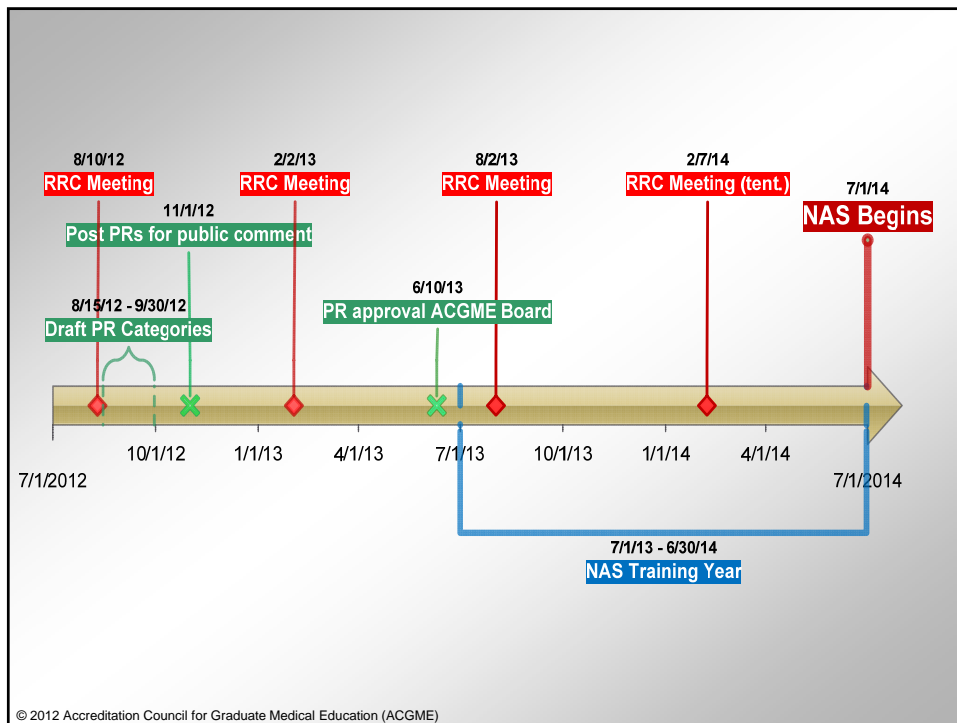 8/10/12
RRC Meeting
2/2/13
RRC Meeting
8/2/13
RRC Meeting
2/7/14
RRC Meeting (tent.)
7/1/14
NAS Begins
11/1/12
Post PRs for public comment
8/15/12 - 9/30/12
Draft PR Categories
6/10/13
PR approval ACGME Board
10/1/12
1/1/13
4/1/13
7/1/13
10/1/13
1/1/14
4/1/14
7/1/2012
7/1/2014
7/1/13 - 6/30/14
NAS Training Year
© 2012 Accreditation Council for Graduate Medical Education (ACGME)